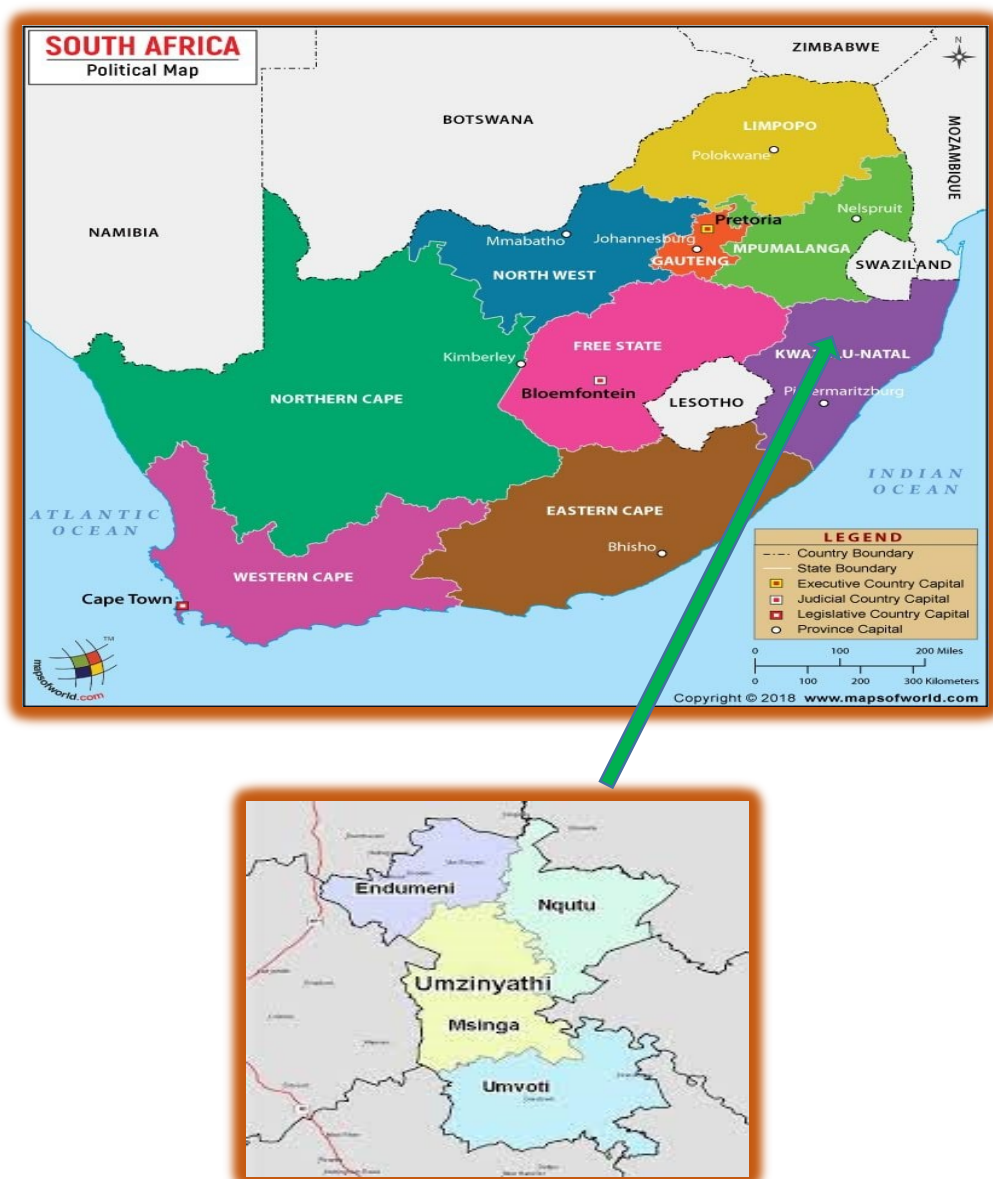 SOUTH AFRICA
Political Map
N
ZIMBABWE
BOTSWANA
MOZAMBIQUE
LIMPOPO
Polokwane
NAMIBIA
Nelspruit
Pretoria
Mmabatho
Johannesburg
MPUMALANGA
GAUTENG
SWAZILAND
NORTH WEST
FREE STATE
KWA U-NATAL
Kimberley
Bloemfontein
LESOTHO
NORTHERN CAPE
ermaritzburg
INDIAN
OCEAN
ATLANTIC
OCEAN
EASTERN CAPE
Bhisho
WESTERN CAPE
Cape Town
LEGEND
Country Boundary
State Boundary
Executive Country Capital
Judicial Country Capital
Legislative Country Capital
Province Capital
0 100 200 Miles
0 100 200 300 Kilometers
TM
mapsofworld.com
Copyright © 2018 www.mapsofworld.com
Endumeni
Nqutu
Umzinyathi
Msinga
Umvoti